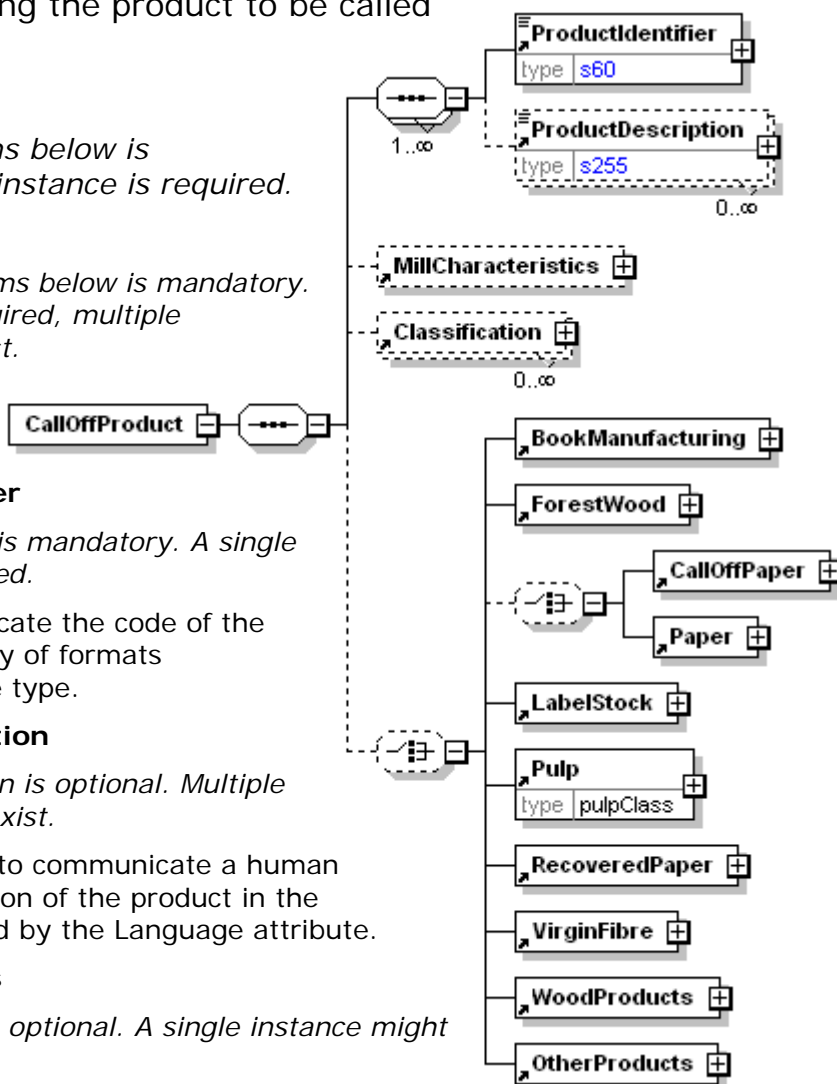 ng the product to be called
ns below is
instance is required.
ms below is mandatory.
uired, multiple
t.
er
is mandatory. A single
ed.
cate the code of the
y of formats
e type.
tion
n is optional. Multiple
xist.
to communicate a human
ion of the product in the
d by the Language attribute.
s
optional. A single instance might
CallOffProduct
1..∞
ProductIdentifier
type s60
ProductDescription
type s255
0..∞
MillCharacteristics
Classification
0..∞
BookManufacturing
ForestWood
CallOffPaper
Paper
LabelStock
Pulp
type pulpClass
RecoveredPaper
VirginFibre
WoodProducts
OtherProducts